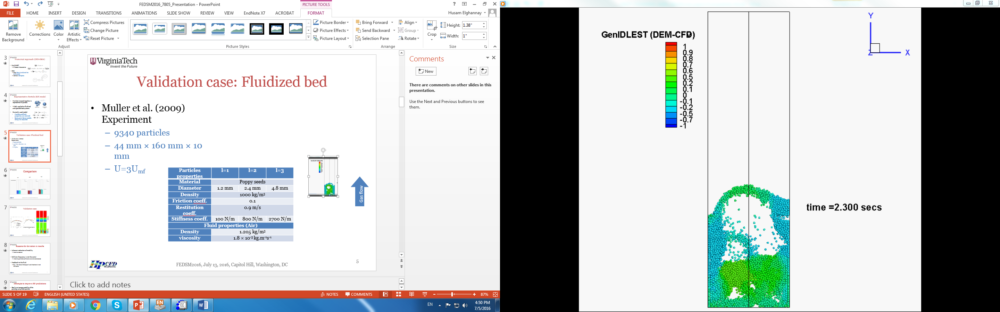 FEDSM2016_7805_Presentation - PowerPoint
PICTURE TOOLS
FILE HOME INSERT DESIGN TRANSITIONS ANIMATIONS SLIDE SHOW REVIEW VIEW EndNote X7 ACROBAT FORMAT
Husam Elghannay
Remove Background
Corrections
Color
Artistic Effects
Compress Pictures
Change Picture
Reset Picture
Adjust
Picture Styles
Picture Border
Picture Effects
Picture Layout
Bring Forward
Send Backward
Selection Pane
Align
Group
Rotate
Arrange
Crop
Height: 1.38"
Width: 1"
Size
3
Numerical Approach (CFD-DEM)
4
Representative Particle (RP) model
5
Validation case: Fluidized bed
6
Comparison
7
Validation case
8
Reasons for deviation in results
9
Attempts to improve RP predictions
VirginiaTech
Invent the Future
Validation case: Fluidized bed
• Muller et al. (2009)
Experiment
– 9340 particles
– 44 mm × 160 mm × 10
mm
– U=3Umf
Particles properties l=1 l=2 l=3
Material Poppy seeds
Diameter 1.2 mm 2.4 mm 4.8 mm
Density 1000 kg/m³
Friction coeff. 0.1
Restitution coeff. 0.9 m/s
Stiffness coeff. 100 N/m 800 N/m 2700 N/m
Fluid properties (Air)
Density 1.205 kg/m³
viscosity 1.8 × 10⁻⁵ kg.m⁻¹s⁻¹
Gas flow
HpCFD
FEDSM2016, July 13, 2016, Capitol Hill, Washington, DC
5
Click to add notes
Comments
New
There are comments on other slides in this
presentation.
Use the Next and Previous buttons to see
them.
SLIDE 5 OF 19 ENGLISH (UNITED STATES) NOTES COMMENTS 87%
EN
4:50 PM
7/5/2016
GenIDLEST (DEM-CFD)
1
0.9
0.8
0.7
0.6
0.5
0.2
0.1
0
-0.1
-0.2
-0.5
-0.7
-1
Y
Z X
time =2.300 secs